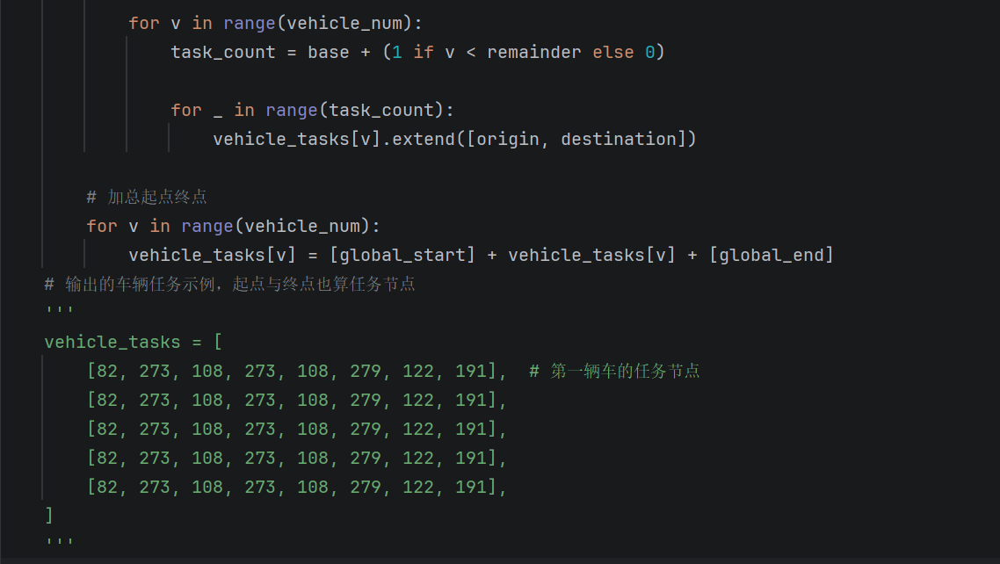 for v in range(vehicle_num):
task_count = base + (1 if v < remainder else 0)
for _ in range(task_count):
vehicle_tasks[v].extend([origin, destination])
# 加总起点终点
for v in range(vehicle_num):
vehicle_tasks[v] = [global_start] + vehicle_tasks[v] + [global_end]
# 输出的车辆任务示例，起点与终点也算任务节点
'''
vehicle_tasks = [
[82, 273, 108, 273, 108, 279, 122, 191],  # 第一辆车的任务节点
[82, 273, 108, 273, 108, 279, 122, 191],
[82, 273, 108, 273, 108, 279, 122, 191],
[82, 273, 108, 273, 108, 279, 122, 191],
[82, 273, 108, 273, 108, 279, 122, 191],
]
'''